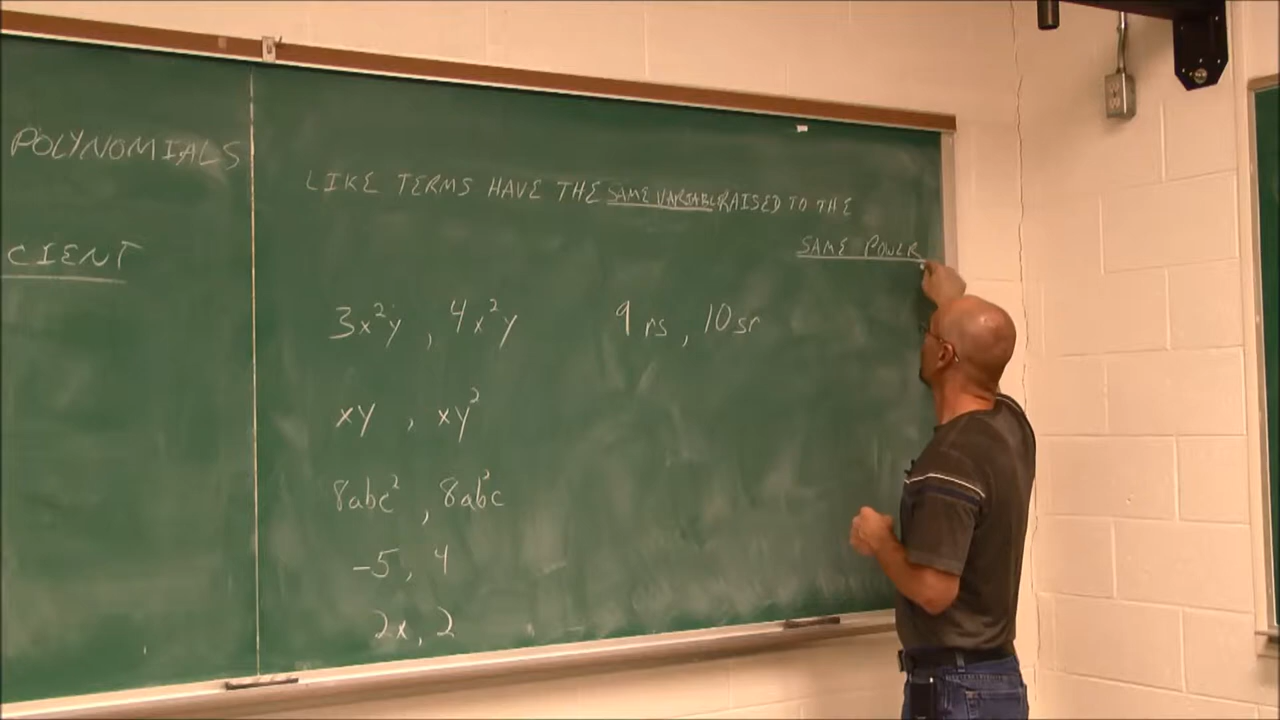 POLYNOMIALS
CIENT
LIKE TERMS HAVE THE SAME VARIABLE RAISED TO THE
SAME POWER
3x²y , 4x²y
9rs , 10sr
xy , xy²
8abc² , 8ab²c
-5 , 4
2x , 2